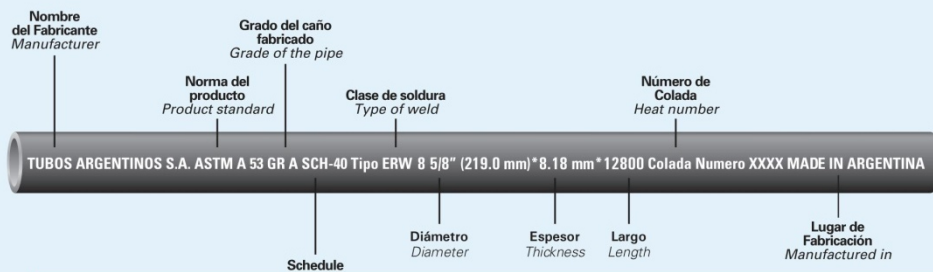 Nombre
del Fabricante
Manufacturer
Grado del caño
fabricado
Grade of the pipe
Norma del
producto
Product standard
Clase de soldura
Type of weld
Número de
Colada
Heat number
TUBOS ARGENTINOS S.A. ASTM A 53 GR A SCH-40 Tipo ERW 8 5/8" (219.0 mm)*8.18 mm*12800 Colada Numero XXXX MADE IN ARGENTINA
Schedule
Diámetro
Diameter
Espesor
Thickness
Largo
Length
Lugar de
Fabricación
Manufactured in